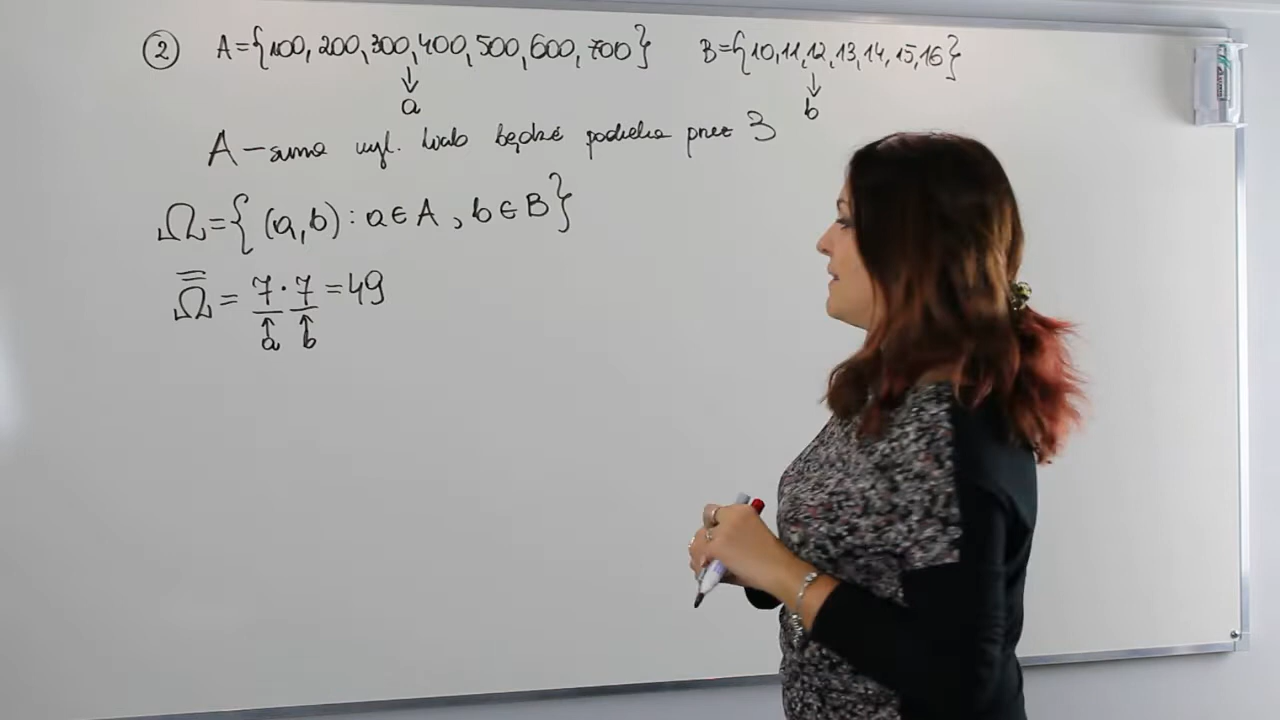 ② A={100, 200, 300, 400, 500, 600, 700} B={10, 11, 12, 13, 14, 15, 16}
↓ ↓
a b
A – suma wyl. liczb będzie podzielna przez 3
Ω={(a,b): a∈A, b∈B}
Ω̿ = 7·7 = 49
↑ ↑
a b